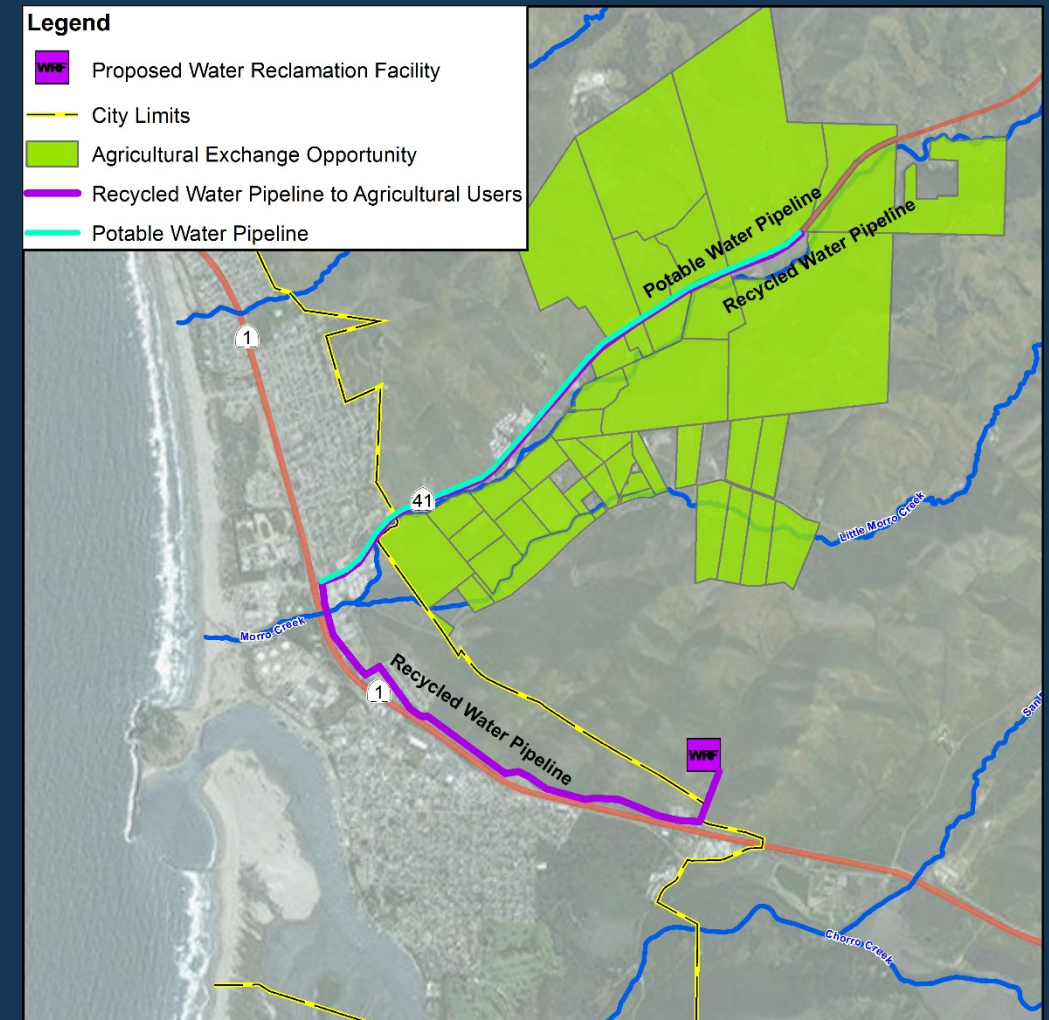 Legend
WRF Proposed Water Reclamation Facility
City Limits
Agricultural Exchange Opportunity
Recycled Water Pipeline to Agricultural Users
Potable Water Pipeline
Potable Water Pipeline
Recycled Water Pipeline
1
41
Little Morro Creek
Morro Creek
Recycled Water Pipeline
1
WRF
San
Chorro Creek